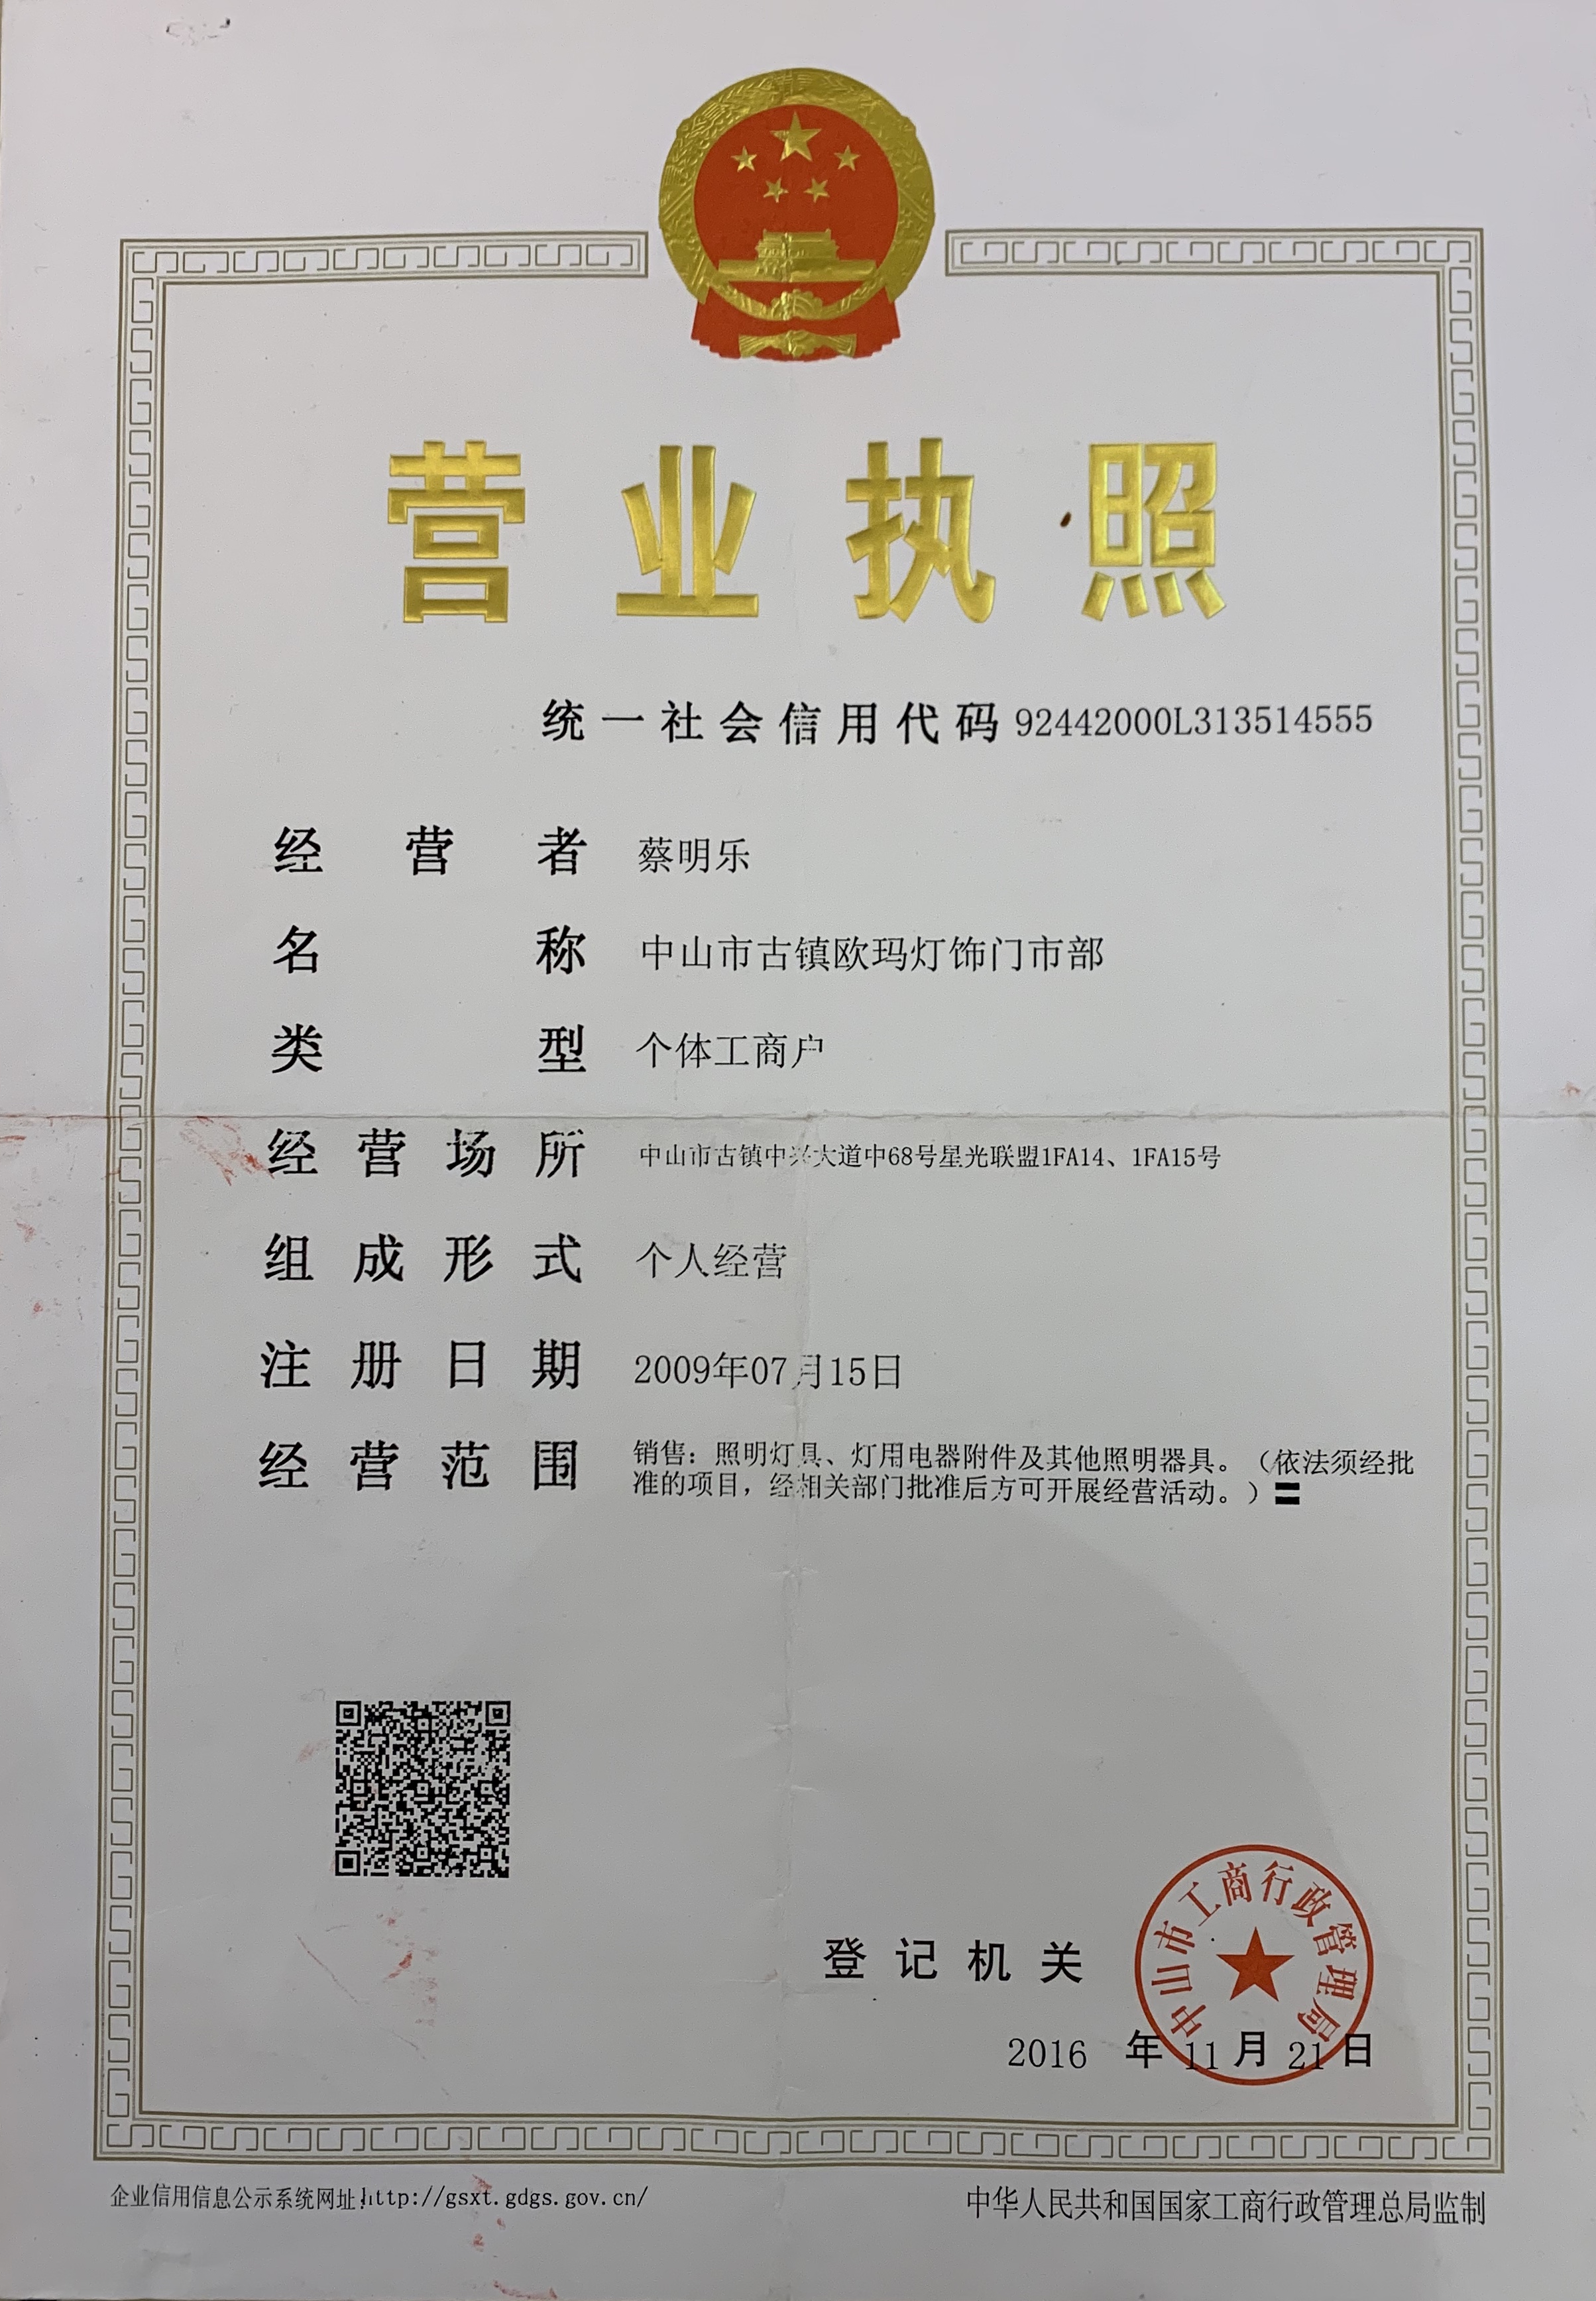 营业执照
统一社会信用代码 92442000L313514555
经营者 蔡明乐
名称 中山市古镇欧玛灯饰门市部
类型 个体工商户
经营场所 中山市古镇中兴大道中68号星光联盟1FA14、1FA15号
组成形式 个人经营
注册日期 2009年07月15日
经营范围 销售：照明灯具、灯用电器附件及其他照明器具。（依法须经批
准的项目，经相关部门批准后方可开展经营活动。）〓
中山市工商行政管理局
登记机关
2016 年 11 月 21 日
企业信用信息公示系统网址:http://gsxt.gdgs.gov.cn/
中华人民共和国国家工商行政管理总局监制